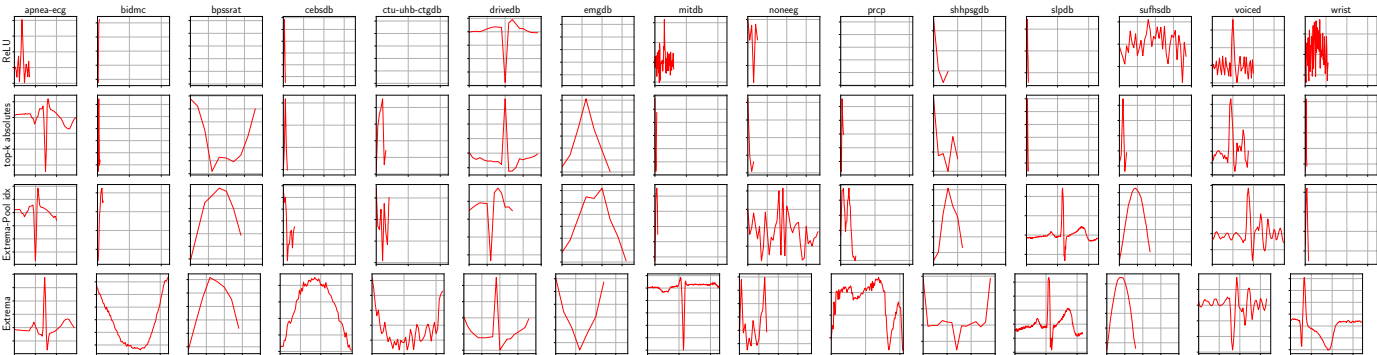 apnea-ecg bidmc bpssrat cebsdb ctu-uhb-ctgdb drivedb emgdb mitdb noneeg prcp shhpsgdb slpdb sufhsdb voiced wrist
ReLU
top-k absolutes
Extrema-Pool idx
Extrema